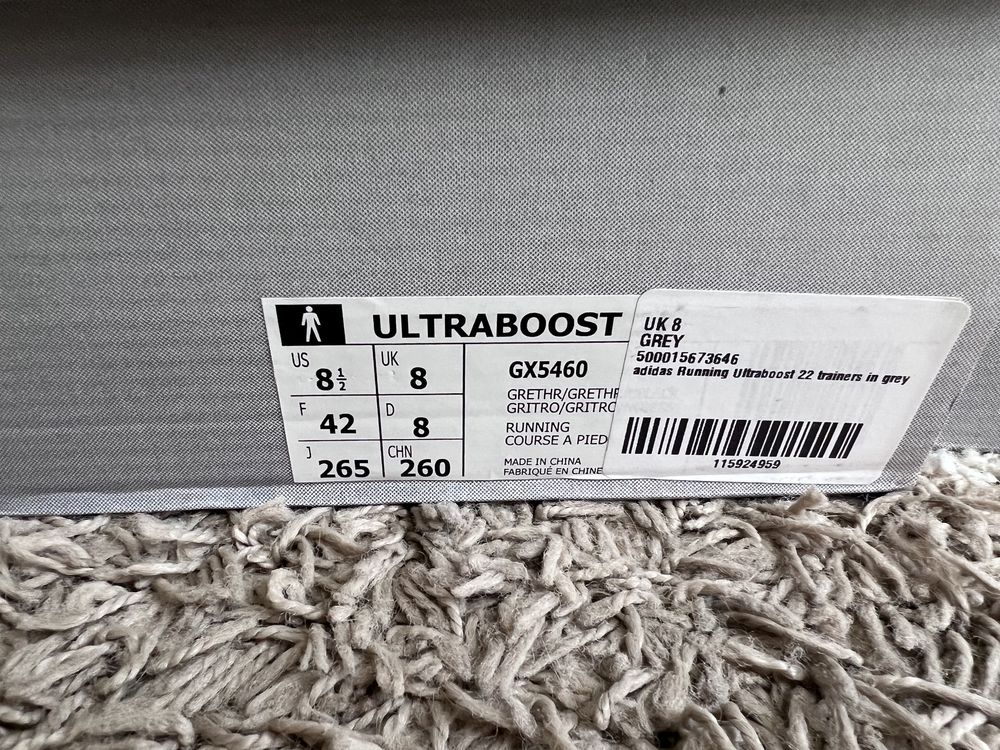 ULTRABOOST
US 8½
UK 8
F 42
D 8
J 265
CHN 260
GX5460
GRETHR/GRETHR
GRITRO/GRITRO
RUNNING
COURSE A PIED
MADE IN CHINA
FABRIQUÉ EN CHINE
UK 8
GREY
500015673646
adidas Running Ultraboost 22 trainers in grey
115924959